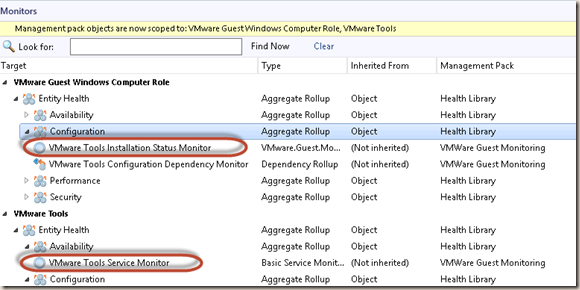 Monitors
Management pack objects are now scoped to: VMware Guest Windows Computer Role, VMware Tools
Look for: Find Now Clear
Target Type Inherited From Management Pack
VMware Guest Windows Computer Role
Entity Health Aggregate Rollup Object Health Library
Availability Aggregate Rollup Object Health Library
Configuration Aggregate Rollup Object Health Library
VMware Tools Installation Status Monitor VMware.Guest.Mo... (Not inherited) VMware Guest Monitoring
VMware Tools Configuration Dependency Monitor Dependency Rollup (Not inherited) VMware Guest Monitoring
Performance Aggregate Rollup Object Health Library
Security Aggregate Rollup Object Health Library
VMware Tools
Entity Health Aggregate Rollup Object Health Library
Availability Aggregate Rollup Object Health Library
VMware Tools Service Monitor Basic Service Monit... (Not inherited) VMware Guest Monitoring
Configuration Aggregate Rollup Object Health Library